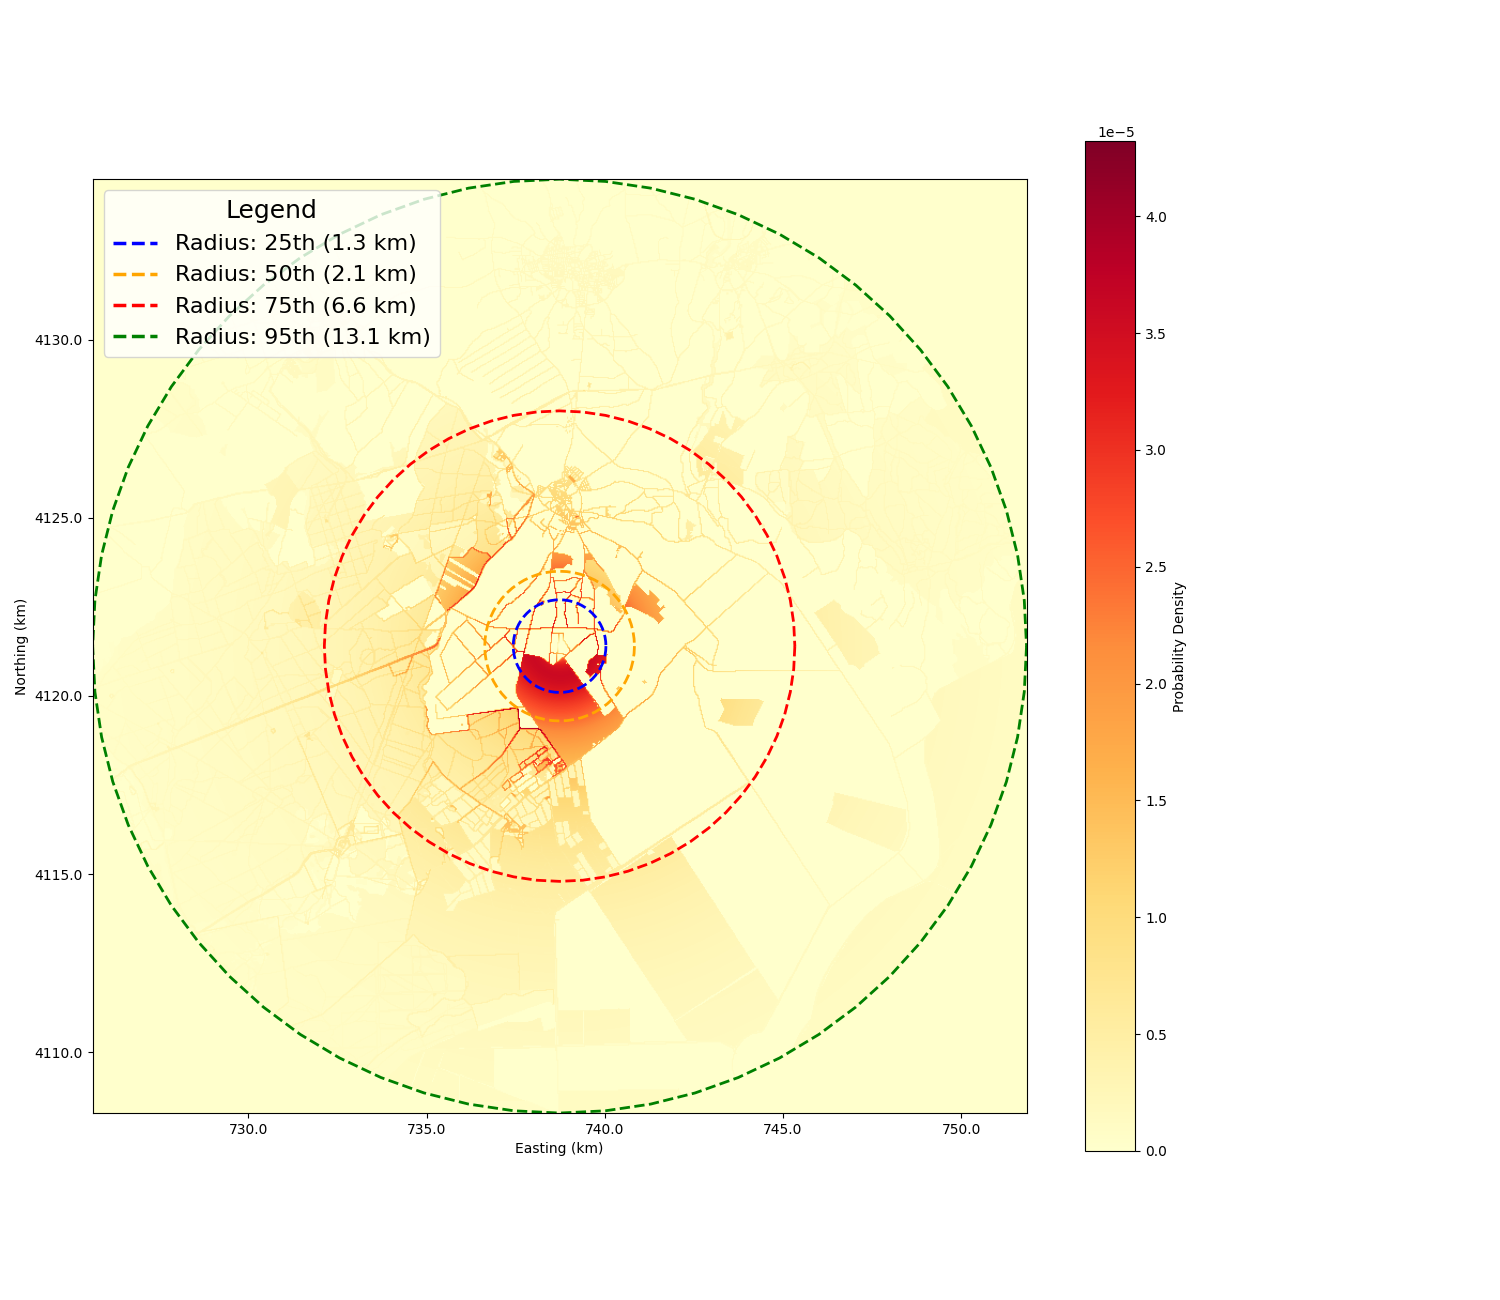 1e−5
Legend
Radius: 25th (1.3 km)
Radius: 50th (2.1 km)
Radius: 75th (6.6 km)
Radius: 95th (13.1 km)
4130.0
4125.0
4120.0
4115.0
4110.0
Northing (km)
730.0
735.0
740.0
745.0
750.0
Easting (km)
4.0
3.5
3.0
2.5
2.0
1.5
1.0
0.5
0.0
Probability Density